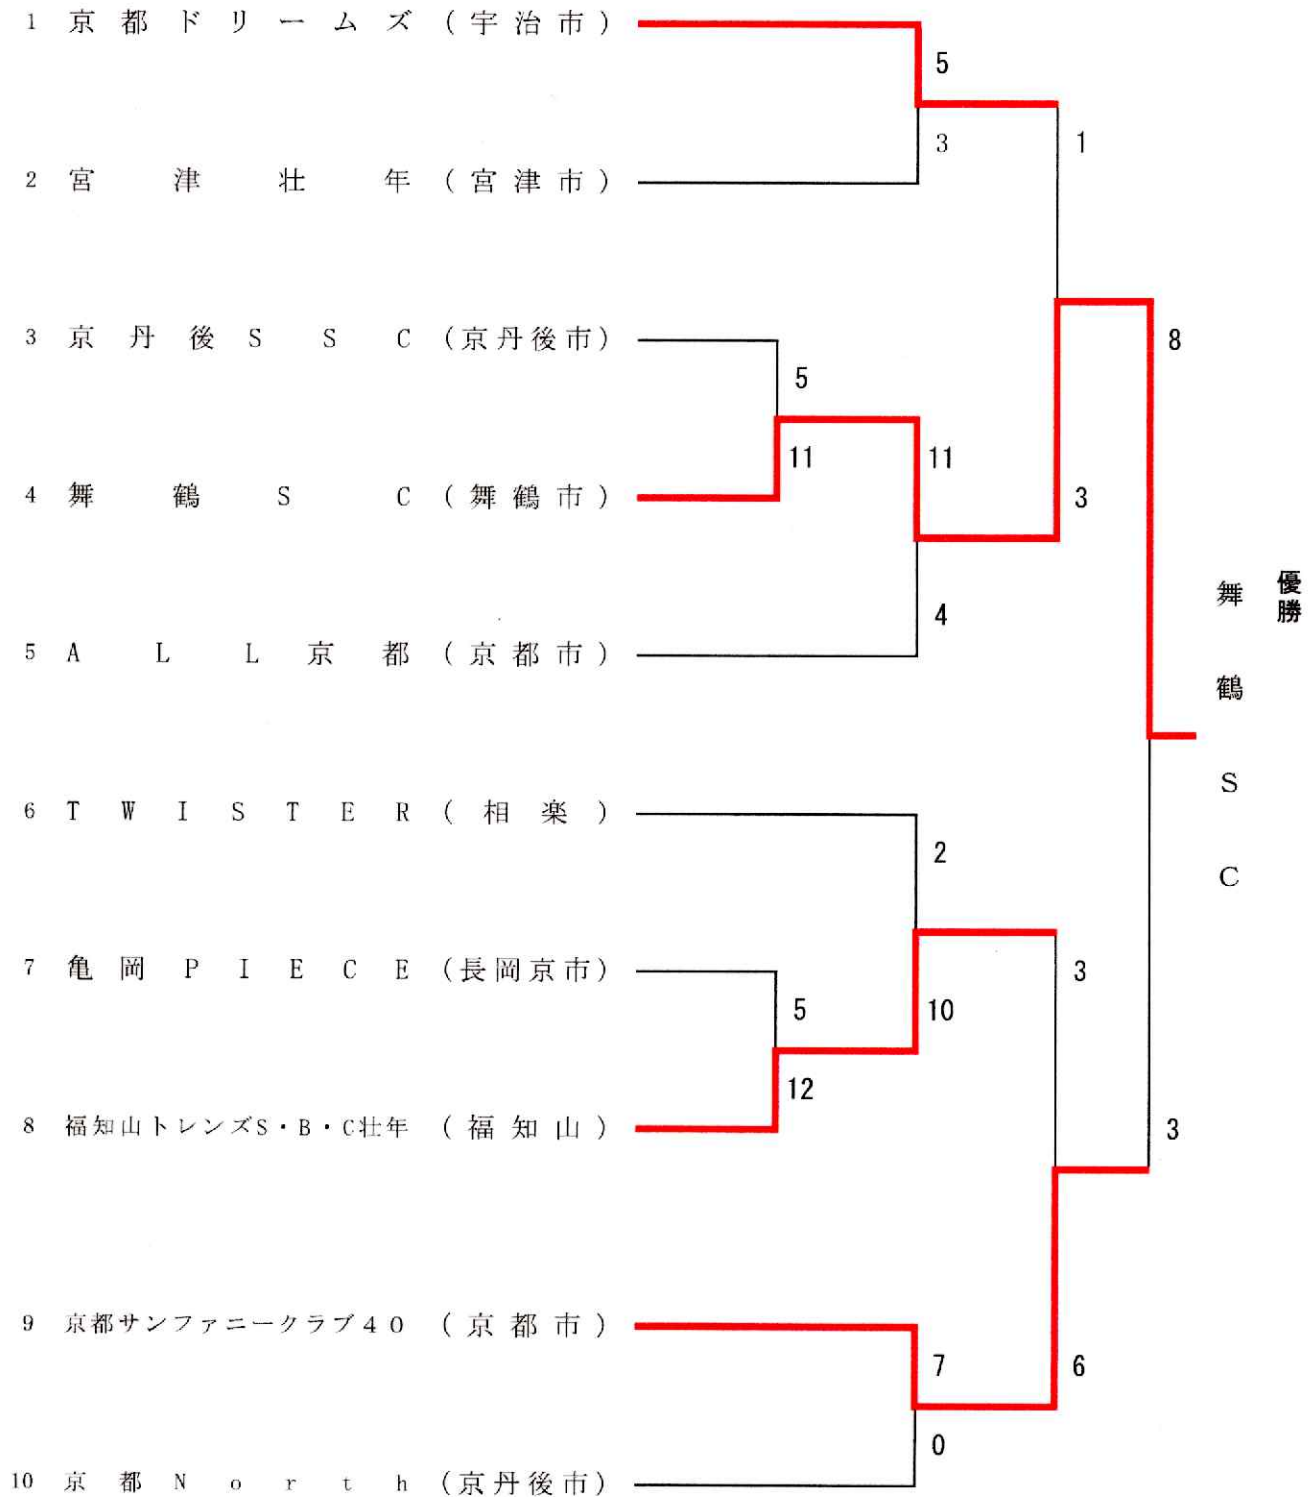 1 京都ドリームズ(宇治市)
5
3
1
2 宮津壮年(宮津市)
3 京丹後SSC(京丹後市)
8
5
11
11
4 舞鶴SC(舞鶴市)
3
優勝
舞鶴SC
4
5 ALL京都(京都市)
6 TWISTER(相楽)
2
7 亀岡PIECE(長岡京市)
3
5
10
12
8 福知山トレンズS・B・C壮年(福知山)
3
9 京都サンファニークラブ40(京都市)
7
6
0
10 京都North(京丹後市)